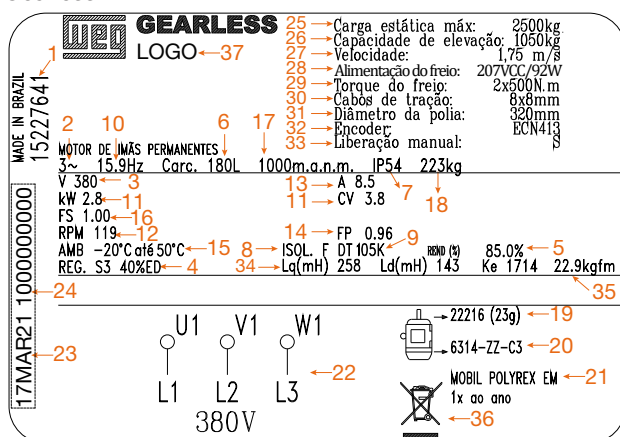 weg GEARLESS
LOGO 37
25 Carga estática máx: 2500kg
26 Capacidade de elevação: 1050kg
27 Velocidade: 1,75 m/s
28 Alimentação do freio: 207VCC/92W
29 Torque do freio: 2x500N.m
30 Cabos de tração: 8x8mm
31 Diâmetro da polia: 320mm
32 Encoder: ECN413
33 Liberação manual: S
1
MADE IN BRAZIL
15227641
2 10 6 17
MOTOR DE IMÃS PERMANENTES
3~ 15.9Hz Carc. 180L 1000m.a.n.m. IP54 223kg
V 380 3 13 A 8.5 7 18
kW 2.8 11 11 CV 3.8
FS 1.00 16
RPM 119 12 14 FP 0.96 9
AMB -20°C até 50°C 15 8 ISOL. F DT 105K REND (%) 85.0% 5
REG. S3 40%ED 4 34 Lq(mH) 258 Ld(mH) 143 Ke 1714 22.9kgfm
35
24
17MAR21 1000000000
23
U1 V1 W1
L1 L2 L3 22
380V
22216 (23g) 19
6314-ZZ-C3 20
MOBIL POLYREX EM 21
1x ao ano
36